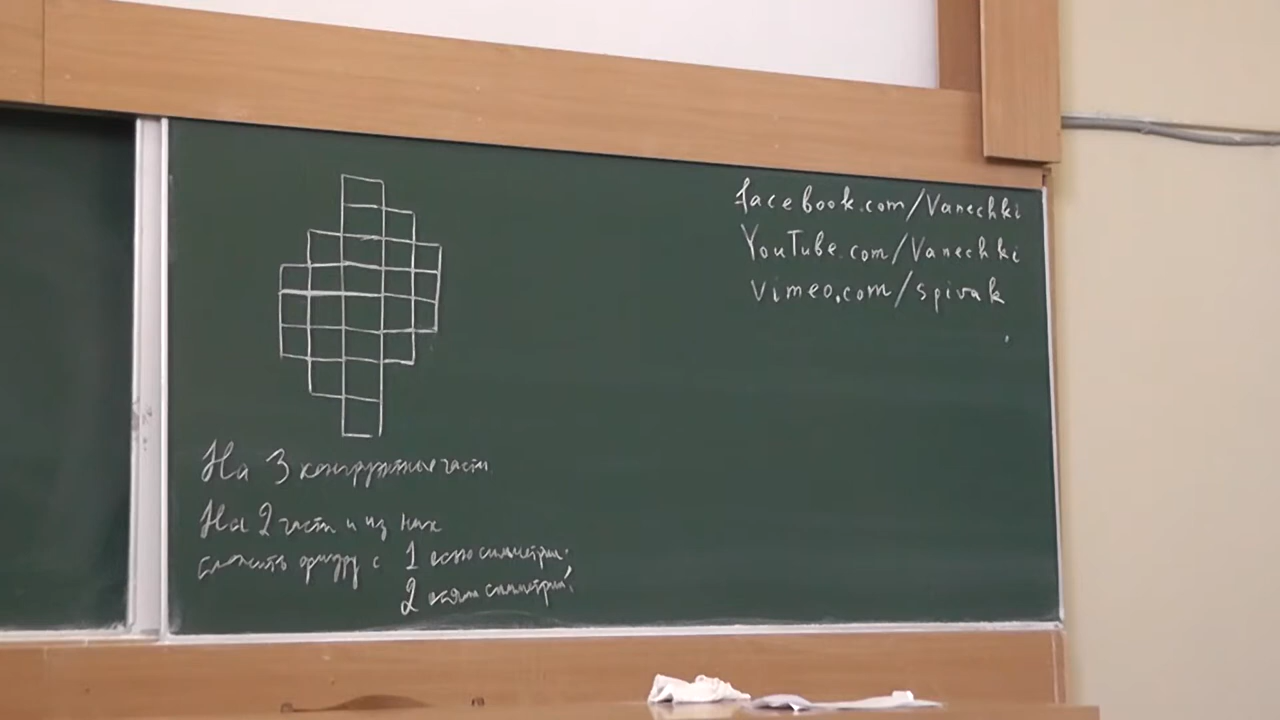 facebook.com/Vanechki
YouTube.com/Vanechki
vimeo.com/spivak
На 3 конгруэнтные части
На 2 части и из них
сложить фигуру с 1 осью симметрии.
2 осями симметрии!